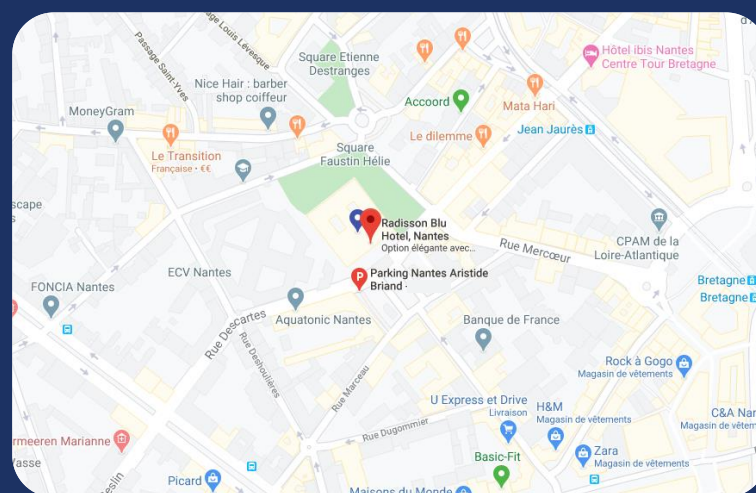 Passage Louis Lévesque
Passage Saint-Yves
Square Etienne
Destranges
Hôtel ibis Nantes
Centre Tour Bretagne
Nice Hair : barber
shop coiffeur
Accoord
Mata Hari
MoneyGram
Le dilemme
Jean Jaurès
Le Transition
Française • €€
Square
Faustin Hélie
scape
Radisson Blu
Hotel, Nantes
Option élégante avec...
Rue Mercœur
CPAM de la
Loire-Atlantique
ECV Nantes
P
Parking Nantes Aristide
Briand ·
Bretagne
Bretagne
FONCIA Nantes
Aquatonic Nantes
Rue Descartes
Banque de France
Rue Deshoulières
Rue Marceau
Rue Dugommier
Rock à Gogo
Magasin de vêtements
U Express et Drive
Livraison
H&M
Magasin de vêtements
C&A Nan
Magasin de vêtem
ermeeren Marianne
Zara
Magasin de vêtements
Basic-Fit
Picard
Maisons du Monde